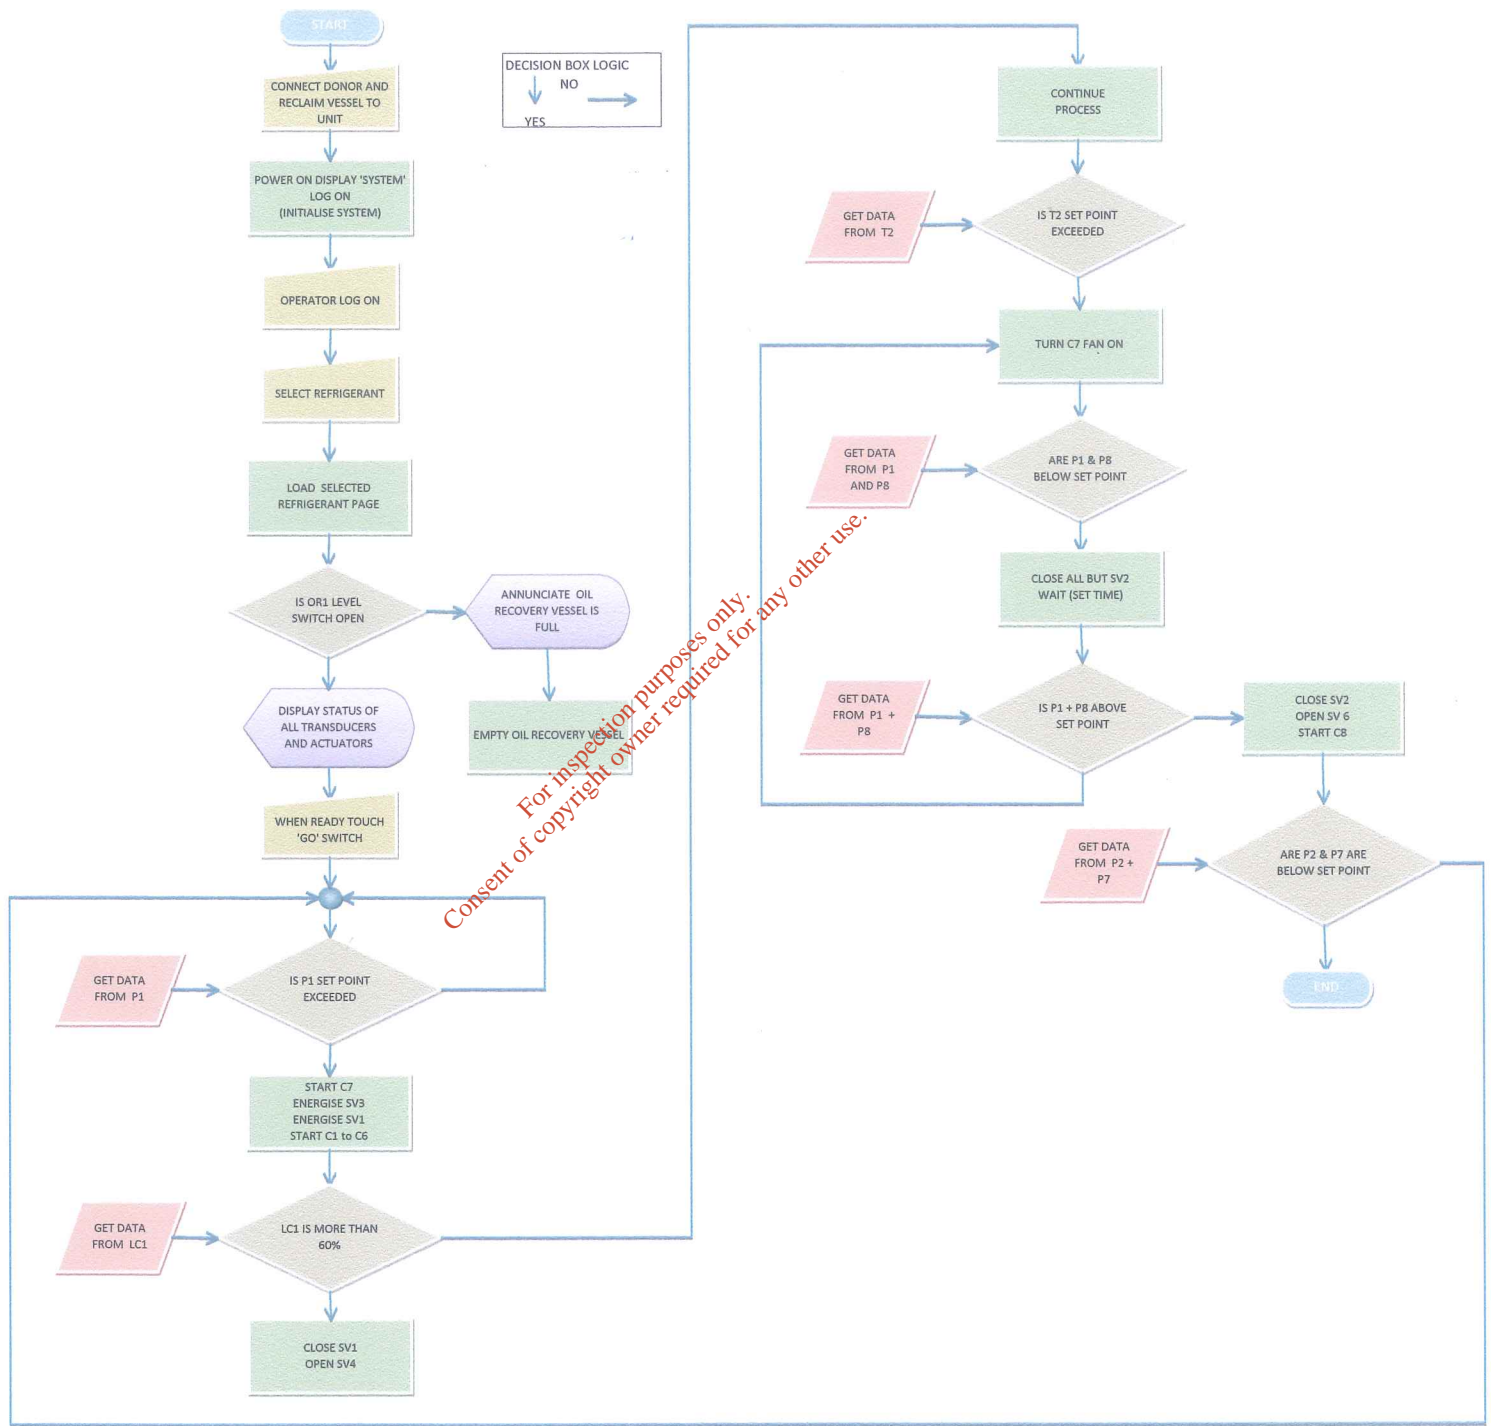 START
CONNECT DONOR AND
RECLAIM VESSEL TO
UNIT
POWER ON DISPLAY 'SYSTEM'
LOG ON
(INITIALISE SYSTEM)
OPERATOR LOG ON
SELECT REFRIGERANT
LOAD SELECTED
REFRIGERANT PAGE
IS OR1 LEVEL
SWITCH OPEN
ANNUNCIATE OIL
RECOVERY VESSEL IS
FULL
EMPTY OIL RECOVERY VESSEL
DISPLAY STATUS OF
ALL TRANSDUCERS
AND ACTUATORS
WHEN READY TOUCH
'GO' SWITCH
GET DATA
FROM P1
IS P1 SET POINT
EXCEEDED
START C7
ENERGISE SV3
ENERGISE SV1
START C1 to C6
GET DATA
FROM LC1
LC1 IS MORE THAN
60%
CLOSE SV1
OPEN SV4
DECISION BOX LOGIC
NO
YES
CONTINUE
PROCESS
GET DATA
FROM T2
IS T2 SET POINT
EXCEEDED
TURN C7 FAN ON
GET DATA
FROM P1
AND P8
ARE P1 & P8
BELOW SET POINT
CLOSE ALL BUT SV2
WAIT (SET TIME)
GET DATA
FROM P1 +
P8
IS P1 + P8 ABOVE
SET POINT
CLOSE SV2
OPEN SV 6
START C8
GET DATA
FROM P2 +
P7
ARE P2 & P7 ARE
BELOW SET POINT
END
For inspection purposes only.
Consent of copyright owner required for any other use.